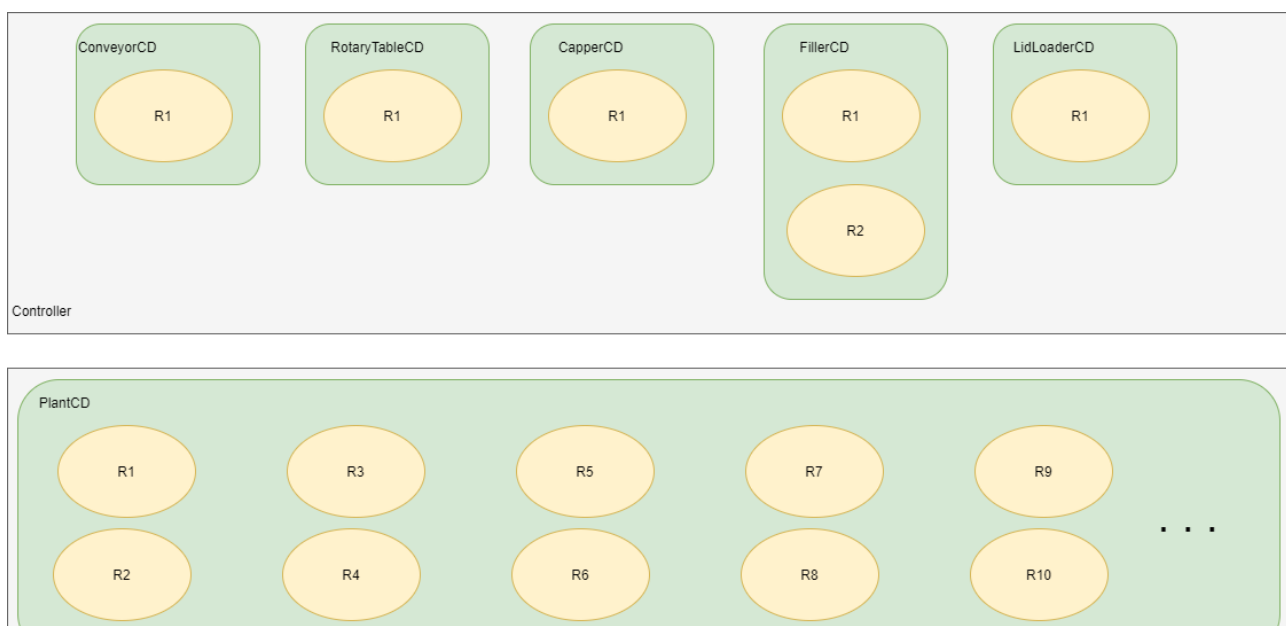 ConveyorCD
RotaryTableCD
CapperCD
FillerCD
LidLoaderCD
R1
R1
R1
R1
R1
R2
Controller
PlantCD
R1
R3
R5
R7
R9
. . .
R2
R4
R6
R8
R10